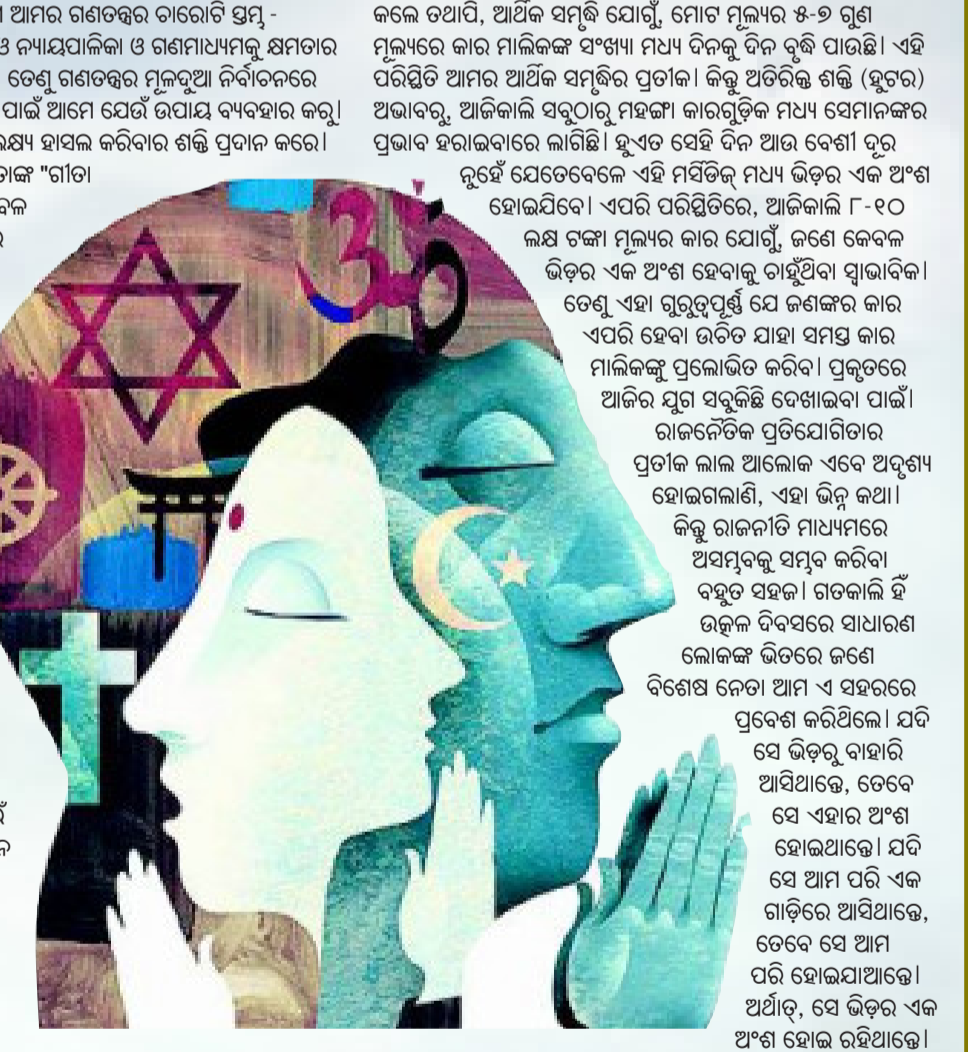 ଆମର ଗଣତନ୍ତ୍ରର ଚାରୋଟି ସ୍ତମ୍ଭ -
ଓ ନ୍ୟାୟପାଳିକା ଓ ଗଣମାଧ୍ୟମକୁ କ୍ଷମତାର
ତେଣୁ ଗଣତନ୍ତ୍ରର ମୂଳଦୁଆ ନିର୍ବାଚନରେ
ପାଇଁ ଆମେ ଯେଉଁ ଉପାୟ ବ୍ୟବହାର କରୁ।
ହାସଲ କରିବାର ଶକ୍ତି ପ୍ରଦାନ କରେ।
"ଗୀତା
କଲେ ତଥାପି, ଆର୍ଥିକ ସମୃଦ୍ଧି ଯୋଗୁଁ, ମୋଟ ମୂଲ୍ୟର ୫-୭ ଗୁଣ
ମୂଲ୍ୟରେ କାର ମାଲିକଙ୍କ ସଂଖ୍ୟା ମଧ୍ୟ ଦିନକୁ ଦିନ ବୃଦ୍ଧି ପାଉଛି। ଏହି
ପରିସ୍ଥିତି ଆମର ଆର୍ଥିକ ସମୃଦ୍ଧିର ପ୍ରତୀକ। କିନ୍ତୁ ଅତିରିକ୍ତ ଶକ୍ତି (ହୁଟର)
ଅଭାବରୁ, ଆଜିକାଲି ସବୁଠାରୁ ମହଙ୍ଗା କାରଗୁଡ଼ିକ ମଧ୍ୟ ସେମାନଙ୍କର
ପ୍ରଭାବ ହରାଇବାରେ ଲାଗିଛି। ହୁଏତ ସେହି ଦିନ ଆଉ ବେଶୀ ଦୂର
ନୁହେଁ ଯେତେବେଳେ ଏହି ମର୍ସିଡିଜ୍ ମଧ୍ୟ ଭିଡ଼ର ଏକ ଅଂଶ
ହୋଇଯିବେ। ଏପରି ପରିସ୍ଥିତିରେ, ଆଜିକାଲି ୮-୧୦
ଲକ୍ଷ ଟଙ୍କା ମୂଲ୍ୟର କାର ଯୋଗୁଁ, ଜଣେ କେବଳ
ଭିଡ଼ର ଏକ ଅଂଶ ହେବାକୁ ଚାହୁଁଥିବା ସ୍ୱାଭାବିକ।
ତେଣୁ ଏହା ଗୁରୁତ୍ୱପୂର୍ଣ୍ଣ ଯେ ଜଣଙ୍କର କାର
ଏପରି ହେବା ଉଚିତ ଯାହା ସମସ୍ତ କାର
ମାଲିକଙ୍କୁ ପ୍ରଲୋଭିତ କରିବ। ପ୍ରକୃତରେ
ଆଜିର ଯୁଗ ସବୁକିଛି ଦେଖାଇବା ପାଇଁ।
ରାଜନୈତିକ ପ୍ରତିଯୋଗିତାର
ପ୍ରତୀକ ଲାଲ ଆଲୋକ ଏବେ ଅଦୃଶ୍ୟ
ହୋଇଗଲାଣି, ଏହା ଭିନ୍ନ କଥା।
କିନ୍ତୁ ରାଜନୀତି ମାଧ୍ୟମରେ
ଅସମ୍ଭବକୁ ସମ୍ଭବ କରିବା
ବହୁତ ସହଜ। ଗତକାଲି ହିଁ
ଉତ୍କଳ ଦିବସରେ ସାଧାରଣ
ଲୋକଙ୍କ ଭିତରେ ଜଣେ
ବିଶେଷ ନେତା ଆମ ଏ ସହରରେ
ପ୍ରବେଶ କରିଥିଲେ। ଯଦି
ସେ ଭିଡ଼ରୁ ବାହାରି
ଆସିଥାନ୍ତେ, ତେବେ
ସେ ଏହାର ଅଂଶ
ହୋଇଥାନ୍ତେ। ଯଦି
ସେ ଆମ ପରି ଏକ
ଗାଡ଼ିରେ ଆସିଥାନ୍ତେ,
ତେବେ ସେ ଆମ
ପରି ହୋଇଯାଆନ୍ତେ।
ଅର୍ଥାତ୍, ସେ ଭିଡ଼ର ଏକ
ଅଂଶ ହୋଇ ରହିଥାନ୍ତେ।